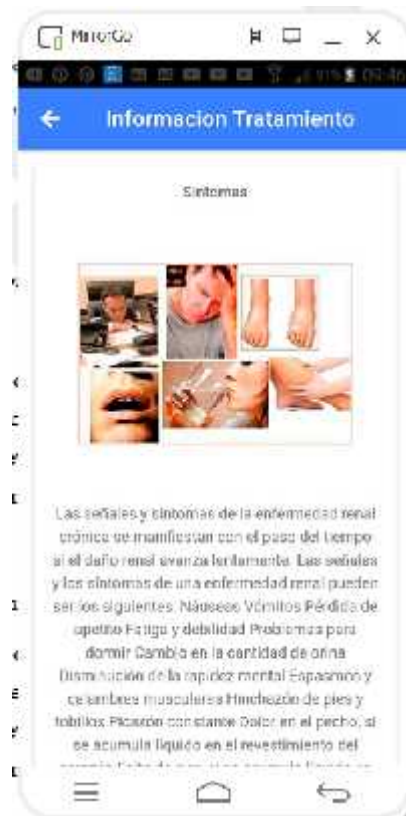 MirrorGo
09:46
Informacion Tratamiento
Sintomas
Las señales y síntomas de la enfermedad renal
crónica se manifiestan con el paso del tiempo
si el daño renal avanza lentamente. Las señales
y los síntomas de una enfermedad renal pueden
ser los siguientes: Náuseas Vómitos Pérdida de
apetito Fatiga y debilidad Problemas para
dormir Cambio en la cantidad de orina
Disminución de la rapidez mental Espasmos y
calambres musculares Hinchazón de pies y
tobillos Picazón constante Dolor en el pecho, si
se acumula líquido en el revestimiento del